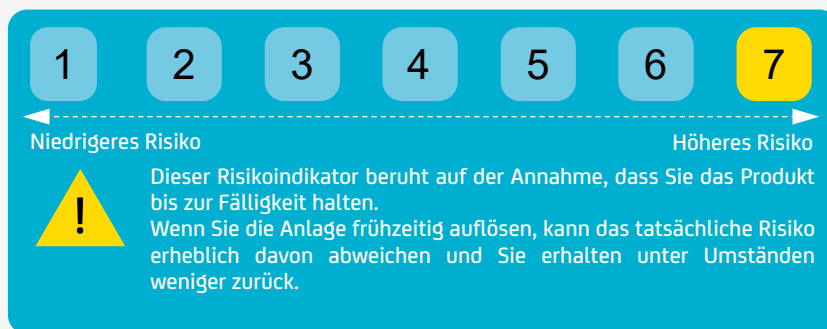 1 2 3 4 5 6 7
Niedrigeres Risiko Höheres Risiko
! Dieser Risikoindikator beruht auf der Annahme, dass Sie das Produkt
bis zur Fälligkeit halten.
Wenn Sie die Anlage frühzeitig auflösen, kann das tatsächliche Risiko
erheblich davon abweichen und Sie erhalten unter Umständen
weniger zurück.